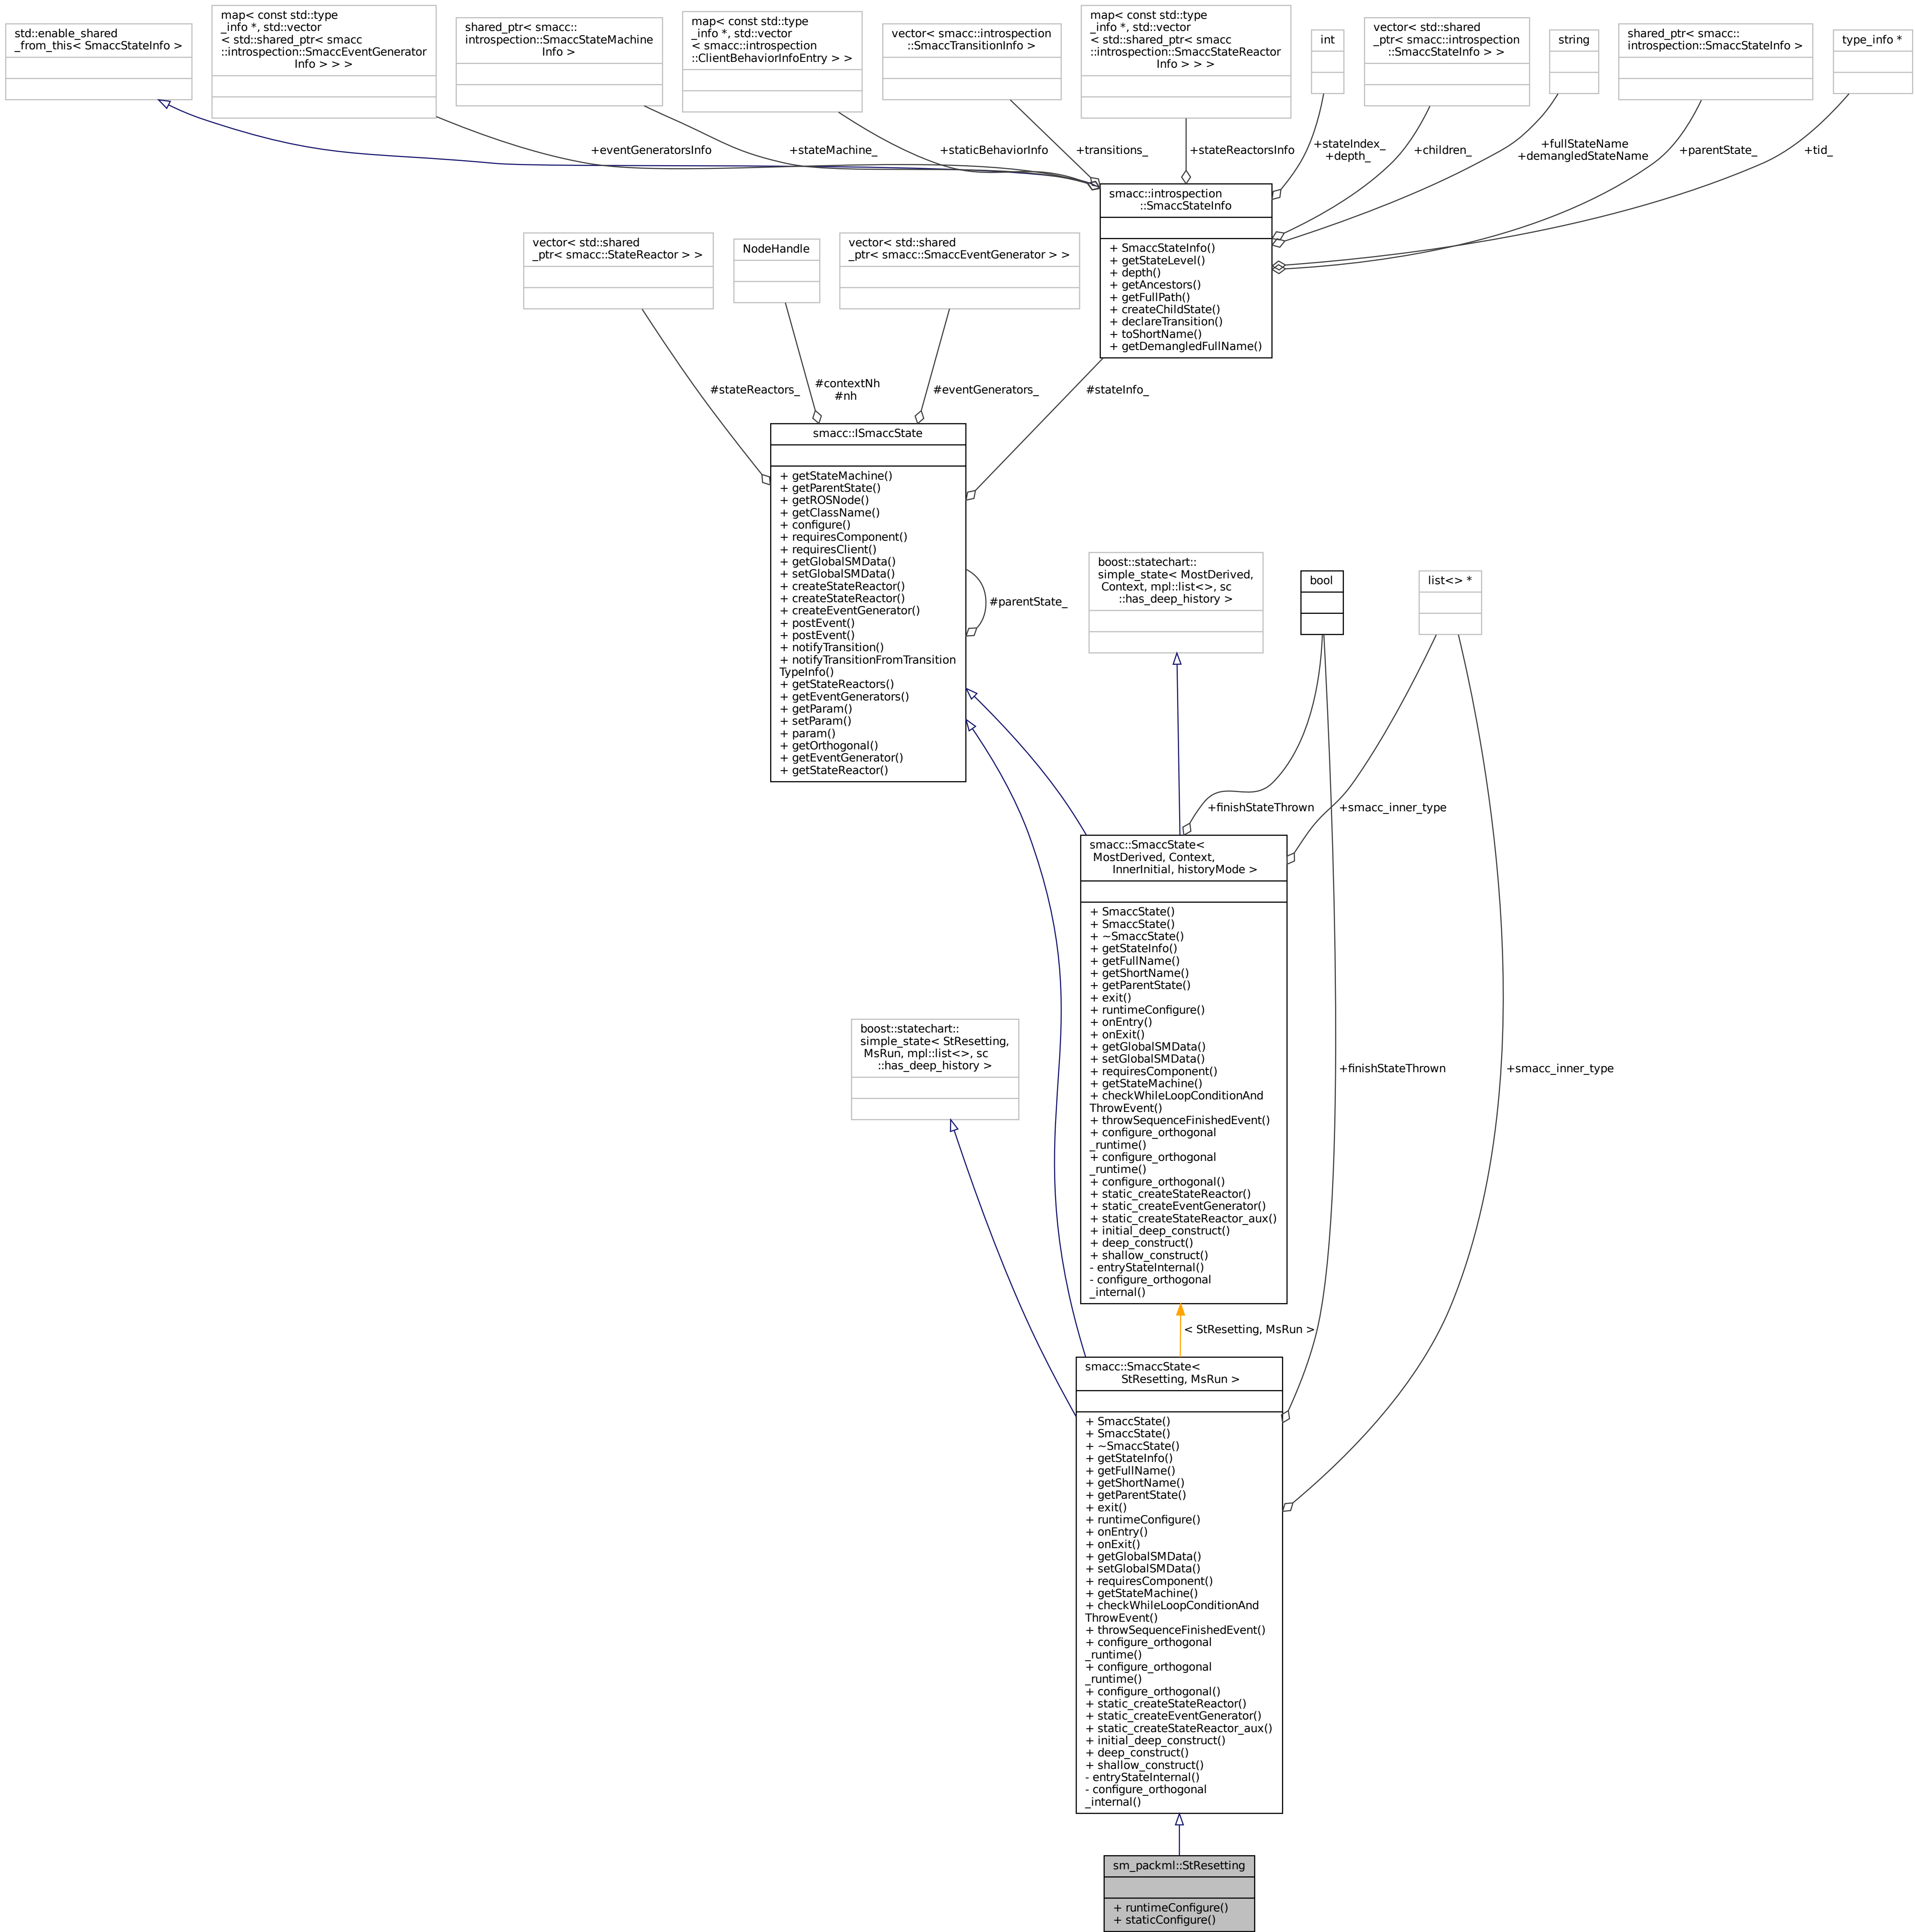 std::enable_shared
_from_this< SmaccStateInfo >
map< const std::type
_info *, std::vector
< std::shared_ptr< smacc
::introspection::SmaccEventGenerator
Info > > >
shared_ptr< smacc::
introspection::SmaccStateMachine
Info >
map< const std::type
_info *, std::vector
< smacc::introspection
::ClientBehaviorInfoEntry > >
vector< smacc::introspection
::SmaccTransitionInfo >
map< const std::type
_info *, std::vector
< std::shared_ptr< smacc
::introspection::SmaccStateReactor
Info > > >
int
vector< std::shared
_ptr< smacc::introspection
::SmaccStateInfo > >
string
shared_ptr< smacc::
introspection::SmaccStateInfo >
type_info *
+eventGeneratorsInfo
+stateMachine_
+staticBehaviorInfo
+transitions_
+stateReactorsInfo
+stateIndex_
+depth_
+children_
+fullStateName
+demangledStateName
+parentState_
+tid_
smacc::introspection
::SmaccStateInfo
+ SmaccStateInfo()
+ getStateLevel()
+ depth()
+ getAncestors()
+ getFullPath()
+ createChildState()
+ declareTransition()
+ toShortName()
+ getDemangledFullName()
vector< std::shared
_ptr< smacc::StateReactor > >
NodeHandle
vector< std::shared
_ptr< smacc::SmaccEventGenerator > >
#stateReactors_
#contextNh
#nh
#eventGenerators_
#stateInfo_
smacc::ISmaccState
+ getStateMachine()
+ getParentState()
+ getROSNode()
+ getClassName()
+ configure()
+ requiresComponent()
+ requiresClient()
+ getGlobalSMData()
+ setGlobalSMData()
+ createStateReactor()
+ createStateReactor()
+ createEventGenerator()
+ postEvent()
+ postEvent()
+ notifyTransition()
+ notifyTransitionFromTransition
TypeInfo()
+ getStateReactors()
+ getEventGenerators()
+ getParam()
+ setParam()
+ param()
+ getOrthogonal()
+ getEventGenerator()
+ getStateReactor()
#parentState_
boost::statechart::
simple_state< MostDerived,
Context, mpl::list<>, sc
::has_deep_history >
bool
list<> *
+finishStateThrown
+smacc_inner_type
smacc::SmaccState<
MostDerived, Context,
InnerInitial, historyMode >
+ SmaccState()
+ SmaccState()
+ ~SmaccState()
+ getStateInfo()
+ getFullName()
+ getShortName()
+ getParentState()
+ exit()
+ runtimeConfigure()
+ onEntry()
+ onExit()
+ getGlobalSMData()
+ setGlobalSMData()
+ requiresComponent()
+ getStateMachine()
+ checkWhileLoopConditionAnd
ThrowEvent()
+ throwSequenceFinishedEvent()
+ configure_orthogonal
_runtime()
+ configure_orthogonal
_runtime()
+ configure_orthogonal()
+ static_createStateReactor()
+ static_createEventGenerator()
+ static_createStateReactor_aux()
+ initial_deep_construct()
+ deep_construct()
+ shallow_construct()
- entryStateInternal()
- configure_orthogonal
_internal()
boost::statechart::
simple_state< StResetting,
MsRun, mpl::list<>, sc
::has_deep_history >
+finishStateThrown
+smacc_inner_type
< StResetting, MsRun >
smacc::SmaccState<
StResetting, MsRun >
+ SmaccState()
+ SmaccState()
+ ~SmaccState()
+ getStateInfo()
+ getFullName()
+ getShortName()
+ getParentState()
+ exit()
+ runtimeConfigure()
+ onEntry()
+ onExit()
+ getGlobalSMData()
+ setGlobalSMData()
+ requiresComponent()
+ getStateMachine()
+ checkWhileLoopConditionAnd
ThrowEvent()
+ throwSequenceFinishedEvent()
+ configure_orthogonal
_runtime()
+ configure_orthogonal
_runtime()
+ configure_orthogonal()
+ static_createStateReactor()
+ static_createEventGenerator()
+ static_createStateReactor_aux()
+ initial_deep_construct()
+ deep_construct()
+ shallow_construct()
- entryStateInternal()
- configure_orthogonal
_internal()
sm_packml::StResetting
+ runtimeConfigure()
+ staticConfigure()